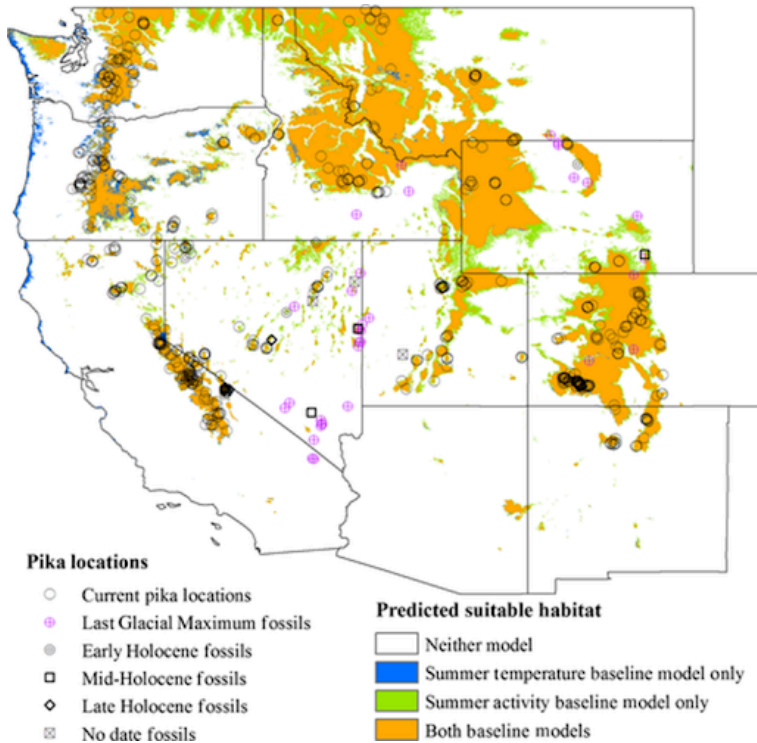 Pika locations
Current pika locations
Last Glacial Maximum fossils
Early Holocene fossils
Mid-Holocene fossils
Late Holocene fossils
No date fossils
Predicted suitable habitat
Neither model
Summer temperature baseline model only
Summer activity baseline model only
Both baseline models